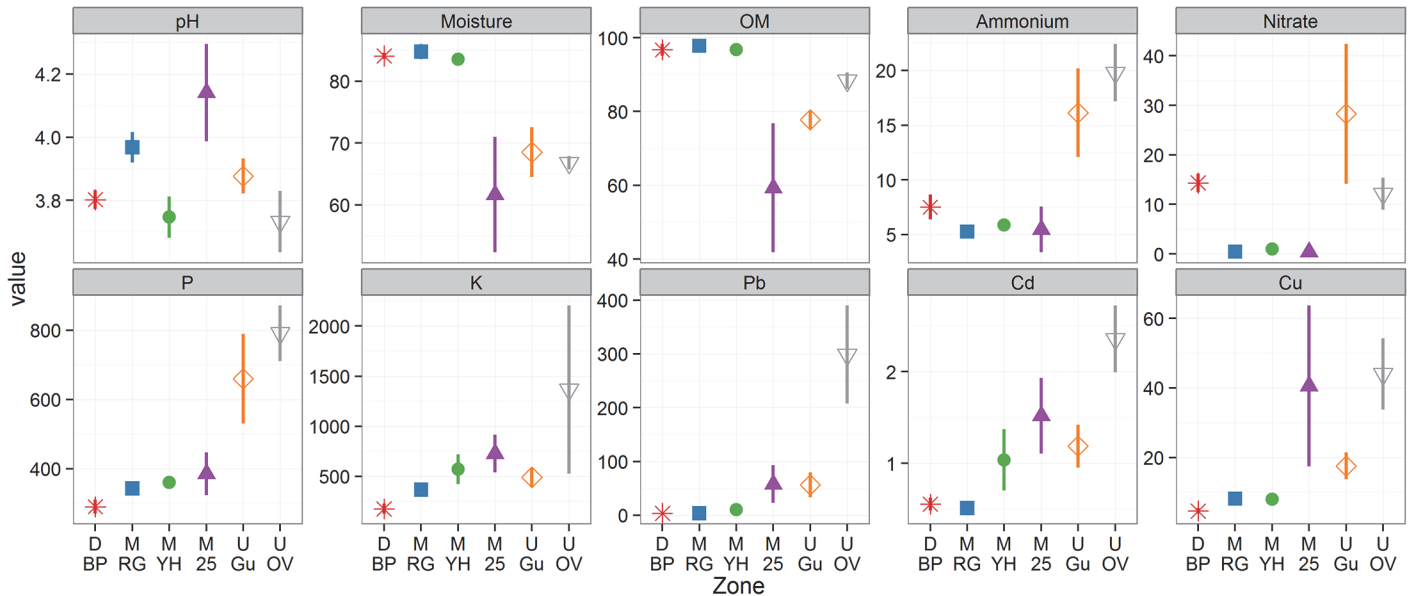 pH Moisture OM Ammonium Nitrate
4.2 80 100 20 40
4.0 70 80 15 30
3.8 60 60 10 20
40 5 10
0
value
P K Pb Cd Cu
800 2000 400 2 60
600 1500 300 1 40
400 1000 200 20
500 100
0
D M M M U U D M M M U U D M M M U U D M M M U U D M M M U U
BP RG YH 25 Gu OV BP RG YH 25 Gu OV BP RG YH 25 Gu OV BP RG YH 25 Gu OV BP RG YH 25 Gu OV
Zone